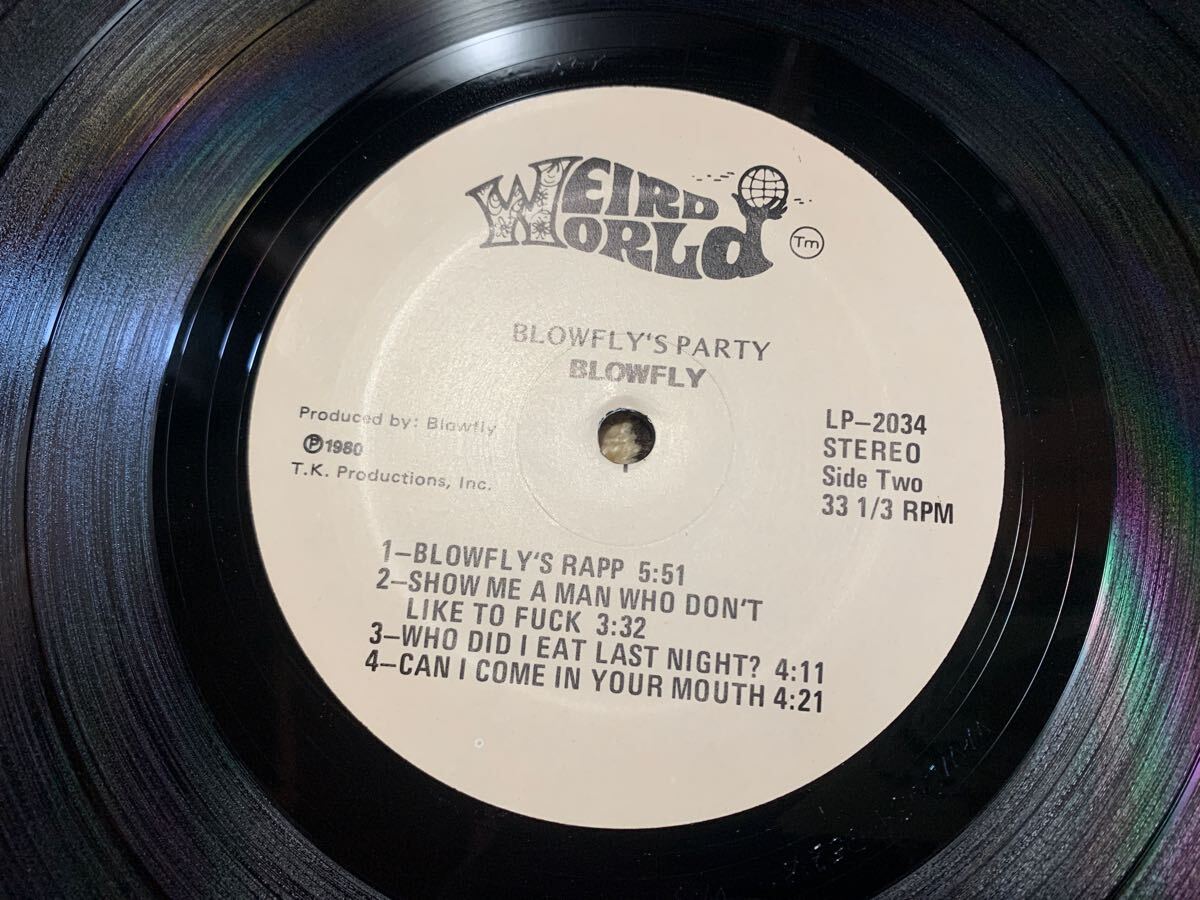 WEIRD
WORLD
Tm
BLOWFLY'S PARTY
BLOWFLY
Produced by: Blowfly
℗1980
T.K. Productions, Inc.
LP-2034
STEREO
Side Two
33 1/3 RPM
1-BLOWFLY'S RAPP 5:51
2-SHOW ME A MAN WHO DON'T
LIKE TO FUCK 3:32
3-WHO DID I EAT LAST NIGHT? 4:11
4-CAN I COME IN YOUR MOUTH 4:21